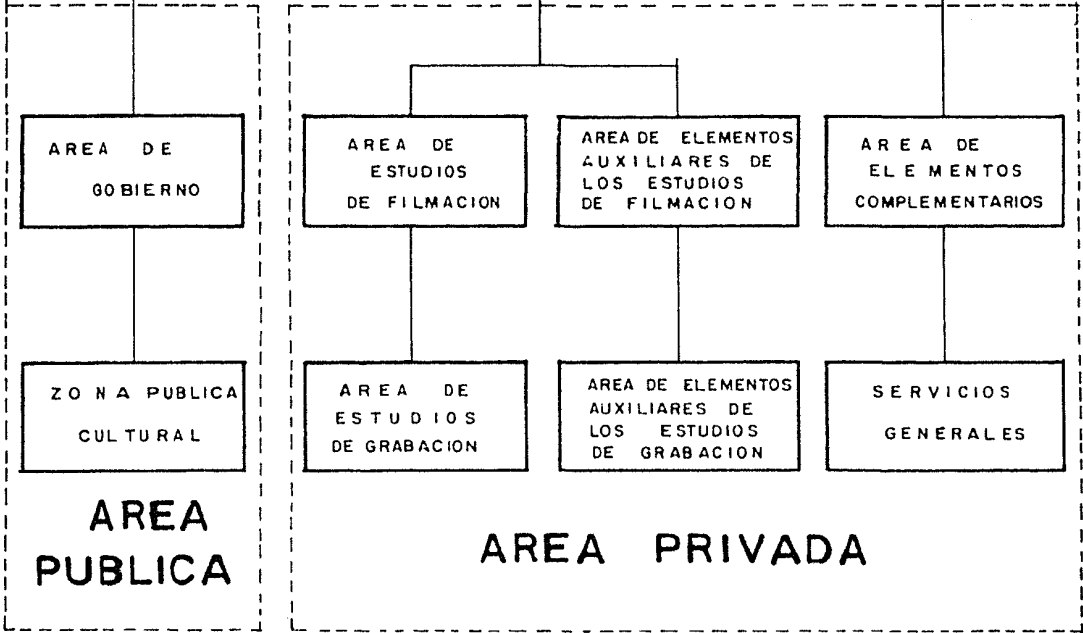 AREA DE
GOBIERNO
AREA DE
ESTUDIOS
DE FILMACION
AREA DE ELEMENTOS
AUXILIARES DE
LOS ESTUDIOS
DE FILMACION
AREA DE
ELEMENTOS
COMPLEMENTARIOS
ZONA PUBLICA
CULTURAL
AREA DE
ESTUDIOS
DE GRABACION
AREA DE ELEMENTOS
AUXILIARES DE
LOS ESTUDIOS
DE GRABACION
SERVICIOS
GENERALES
AREA
PUBLICA
AREA PRIVADA